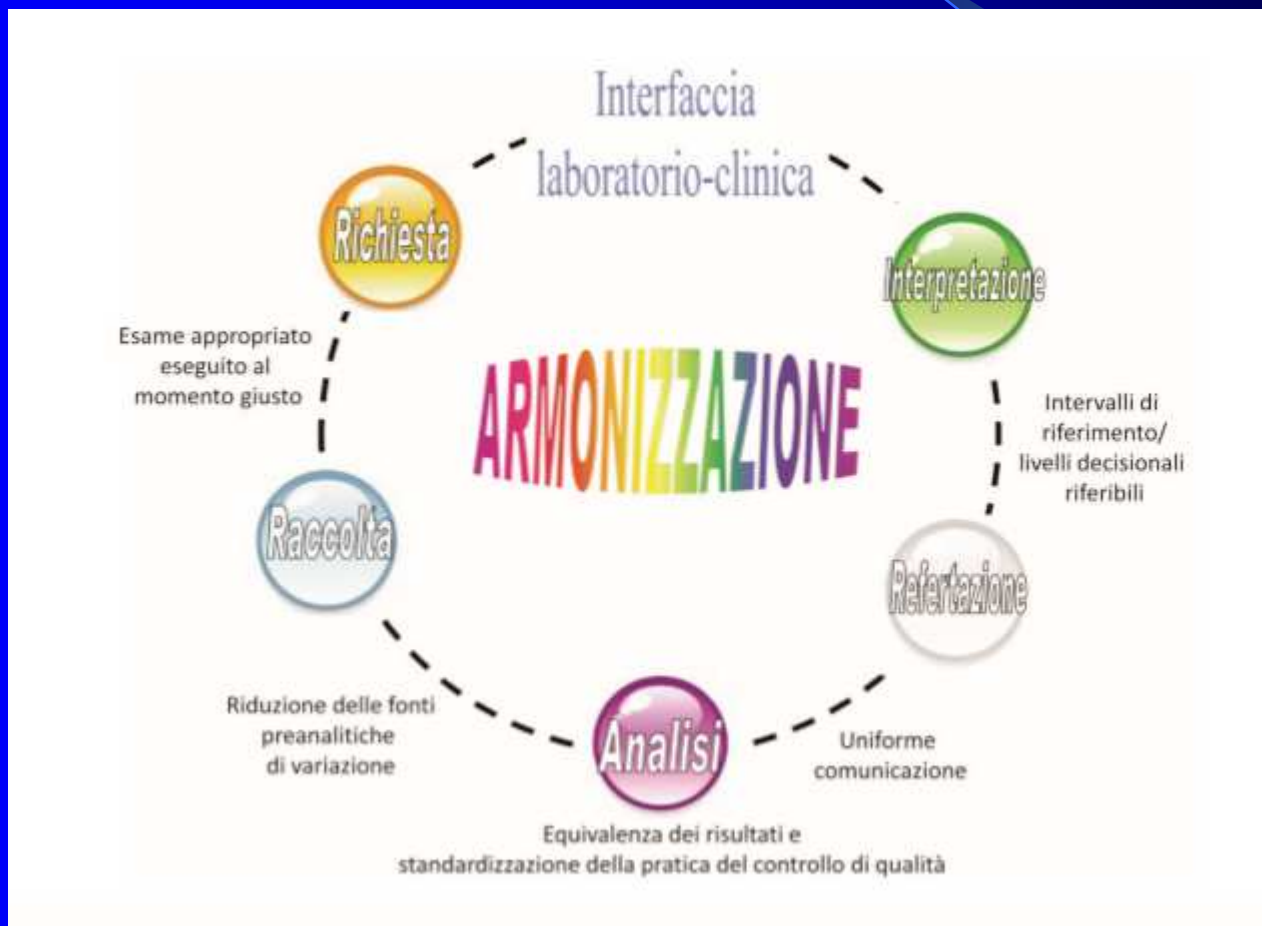 Interfaccia
laboratorio-clinica
Richiesta
Interpretazione
Esame appropriato
eseguito al
momento giusto
ARMONIZZAZIONE
Intervalli di
riferimento/
livelli decisionali
riferibili
Raccolta
Refertazione
Riduzione delle fonti
preanalitiche
di variazione
Analisi
Uniforme
comunicazione
Equivalenza dei risultati e
standardizzazione della pratica del controllo di qualità